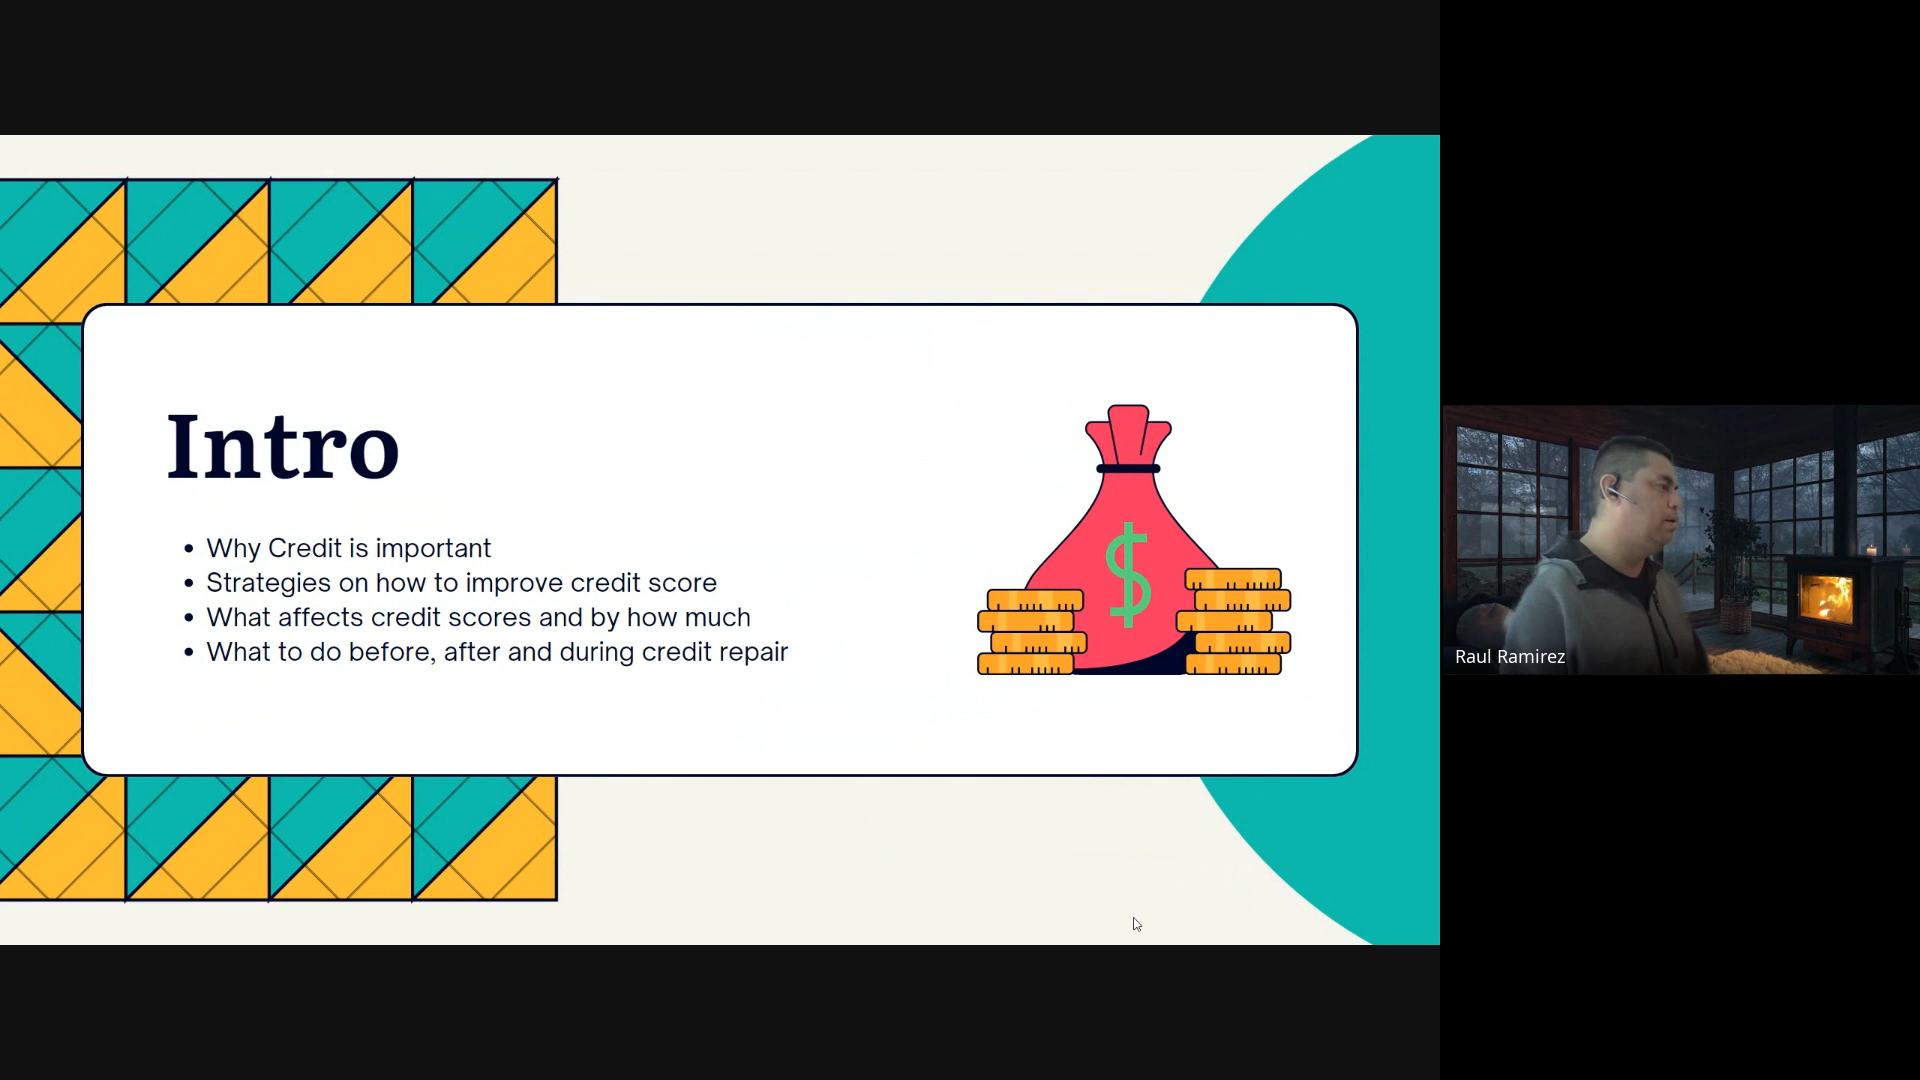 Intro
• Why Credit is important
• Strategies on how to improve credit score
• What affects credit scores and by how much
• What to do before, after and during credit repair
$
Raul Ramirez